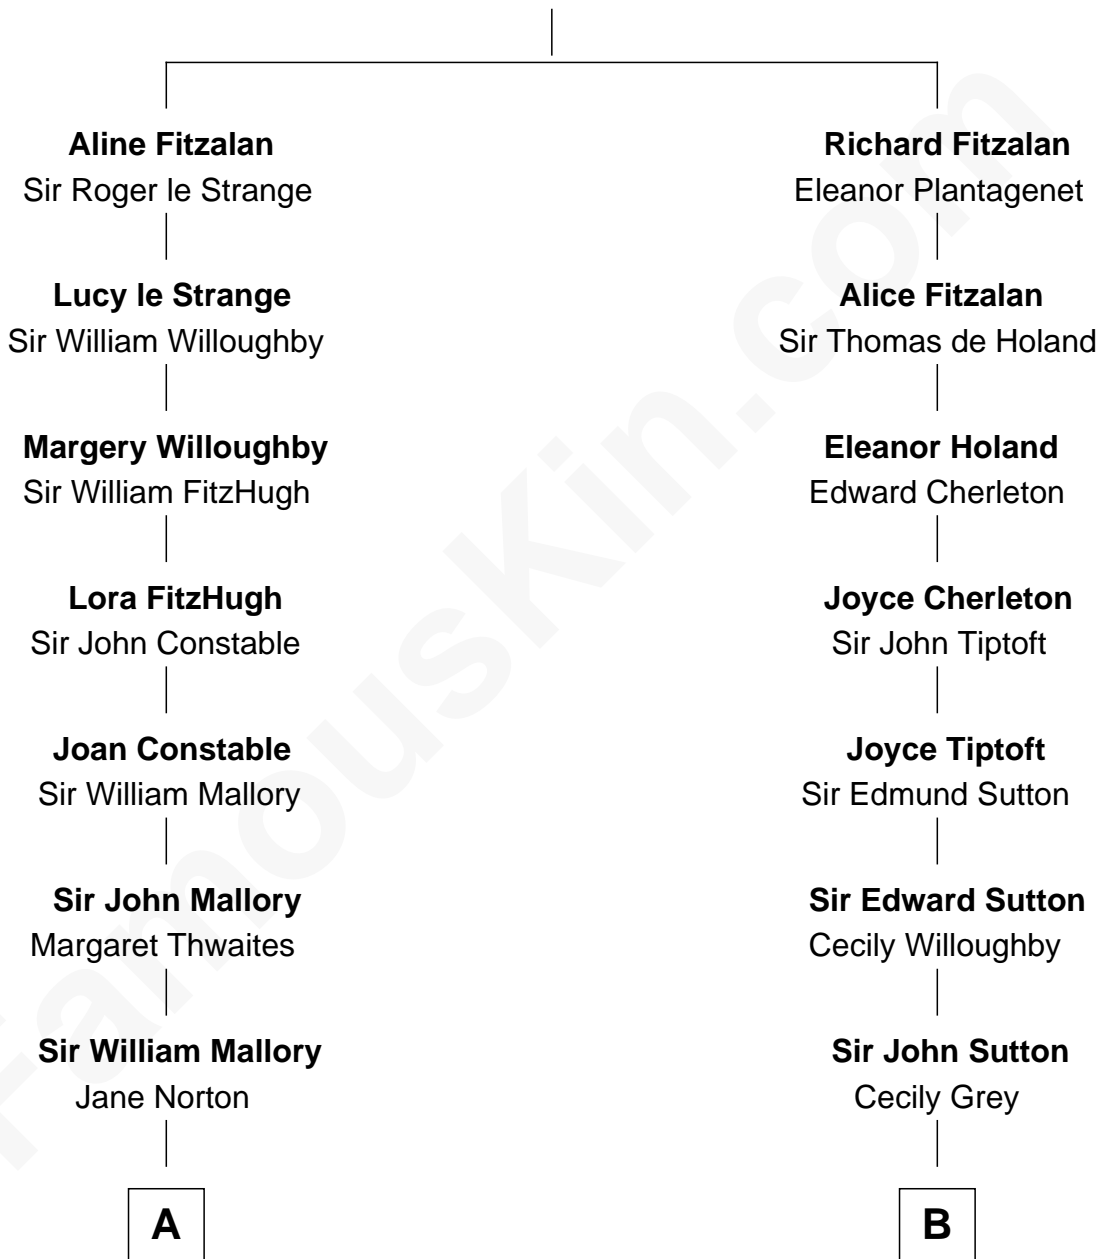 Aline Fitzalan
Sir Roger le Strange
Lucy le Strange
Sir William Willoughby
Margery Willoughby
Sir William FitzHugh
Lora FitzHugh
Sir John Constable
Joan Constable
Sir William Mallory
Sir John Mallory
Margaret Thwaites
Sir William Mallory
Jane Norton
A
Richard Fitzalan
Eleanor Plantagenet
Alice Fitzalan
Sir Thomas de Holand
Eleanor Holand
Edward Cherleton
Joyce Cherleton
Sir John Tiptoft
Joyce Tiptoft
Sir Edmund Sutton
Sir Edward Sutton
Cecily Willoughby
Sir John Sutton
Cecily Grey
B
FamousKin.com